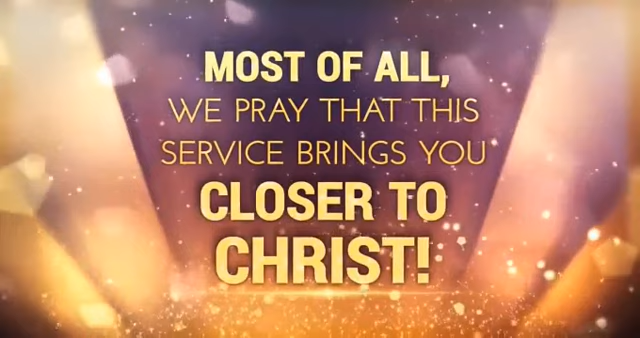 MOST OF ALL,
WE PRAY THAT THIS
SERVICE BRINGS YOU
CLOSER TO
CHRIST!